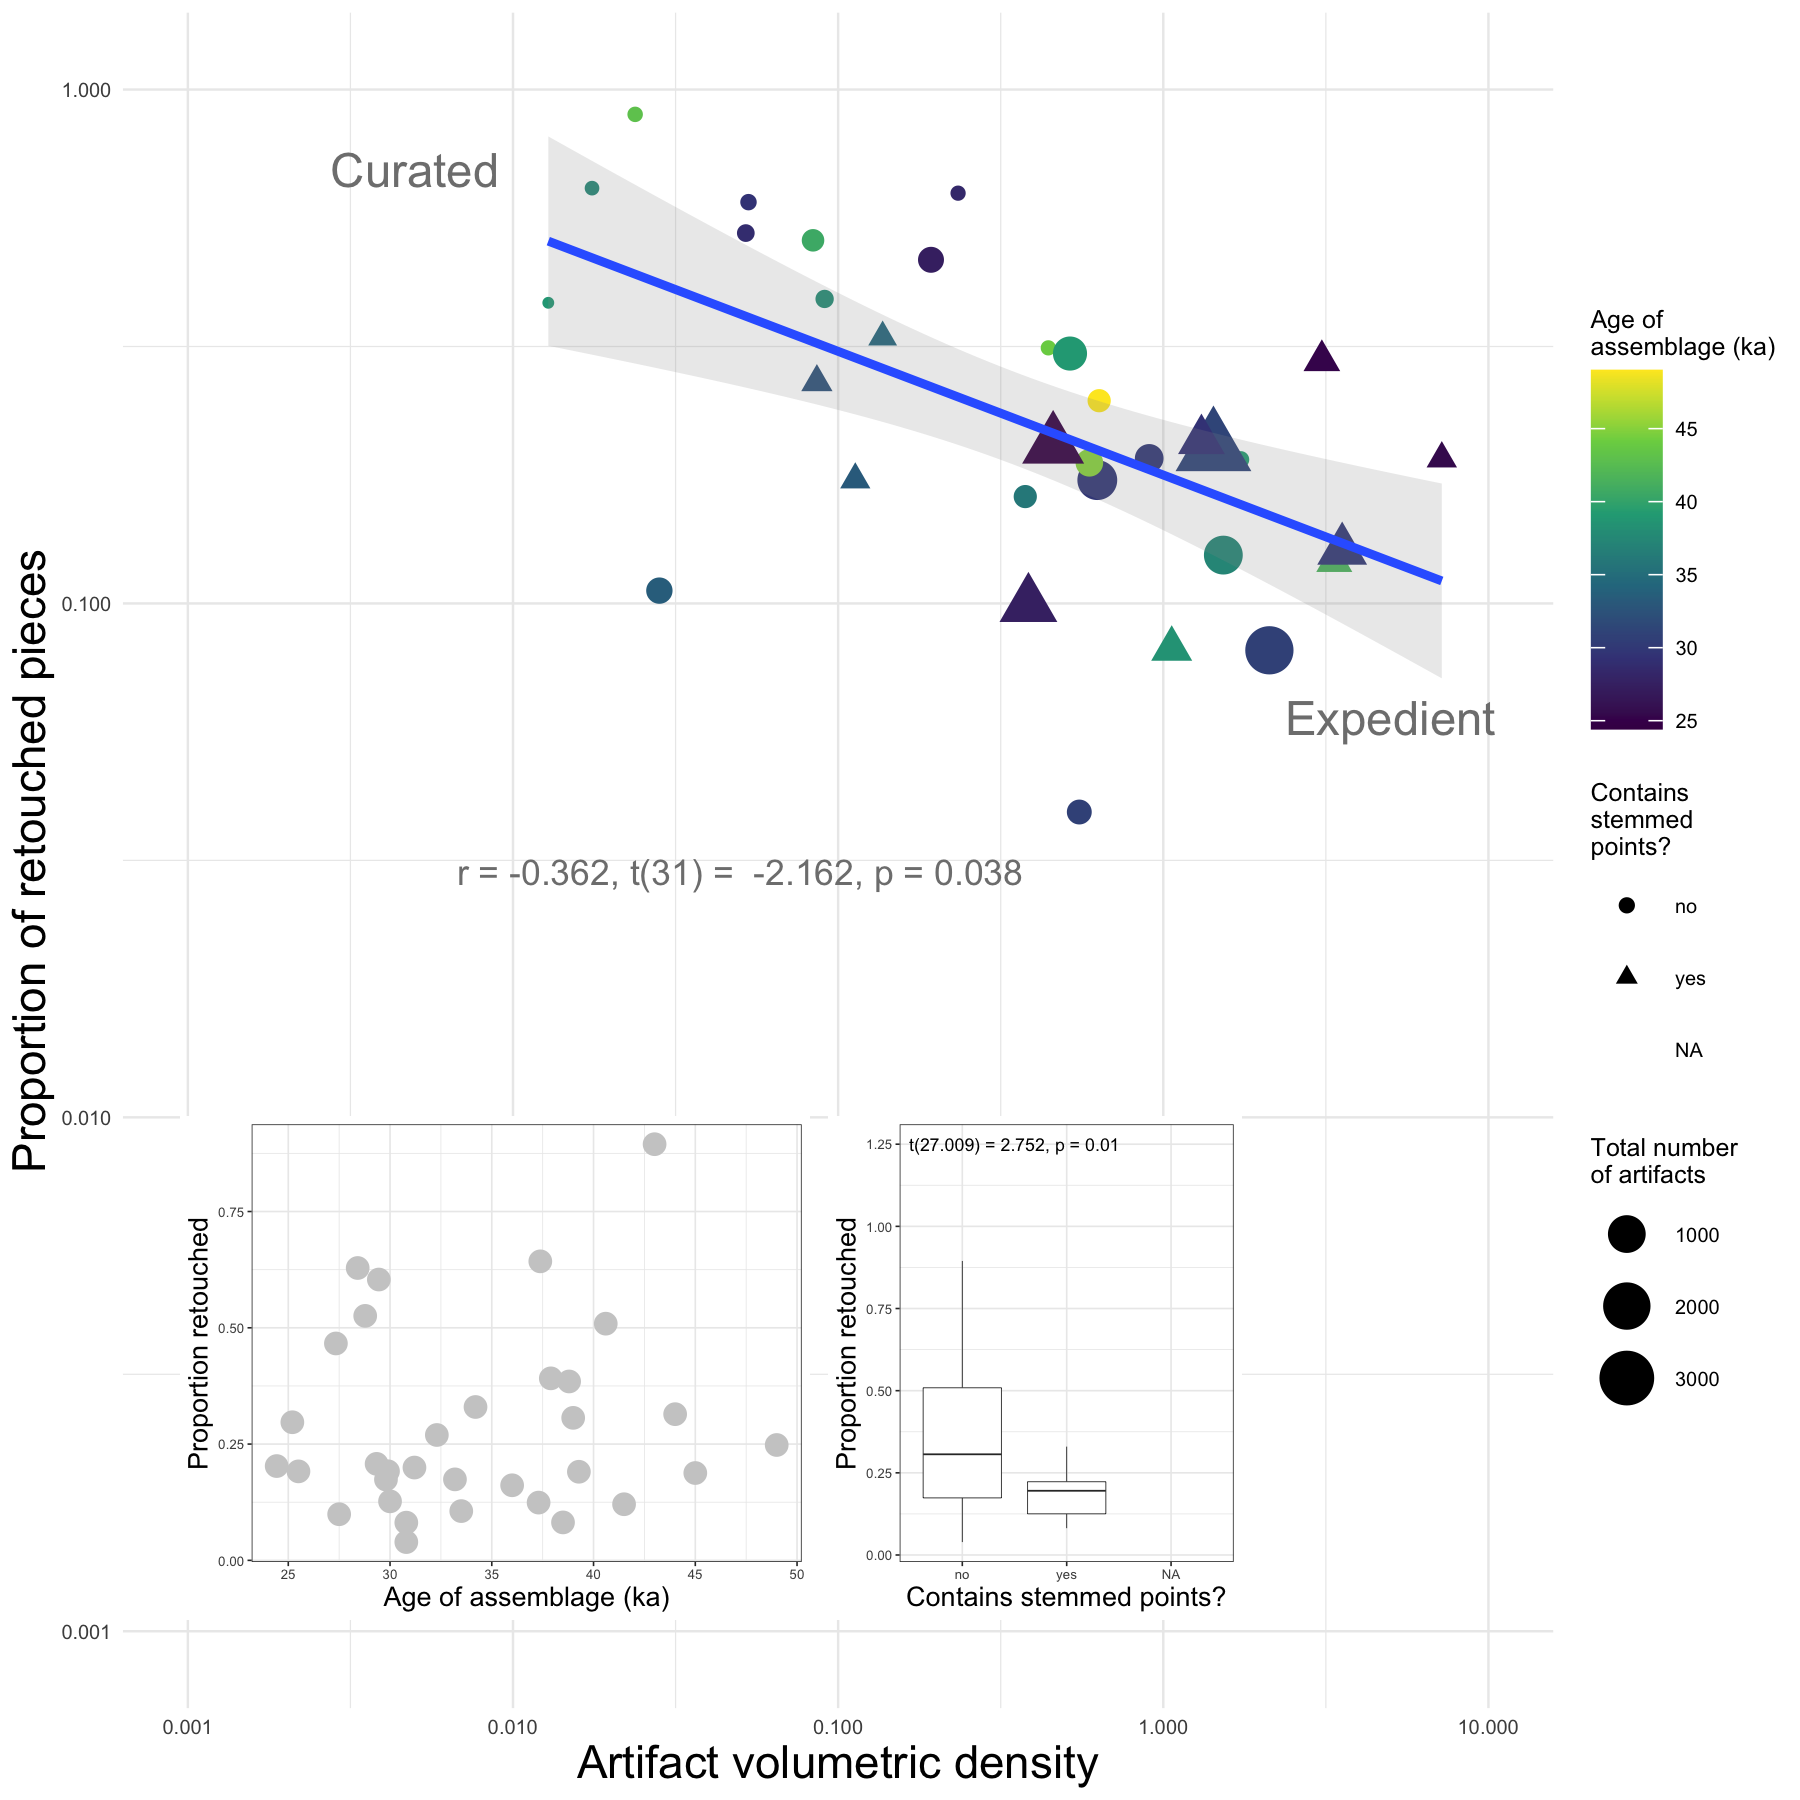 1.000
0.100
0.010
0.001
Proportion of retouched pieces
Curated
Expedient
r = -0.362, t(31) =  -2.162, p = 0.038
0.75
0.50
0.25
0.00
Proportion retouched
25 30 35 40 45 50
Age of assemblage (ka)
t(27.009) = 2.752, p = 0.01
1.25
1.00
0.75
0.50
0.25
0.00
Proportion retouched
no yes NA
Contains stemmed points?
0.001 0.010 0.100 1.000 10.000
Artifact volumetric density
Age of
assemblage (ka)
45
40
35
30
25
Contains
stemmed
points?
no
yes
NA
Total number
of artifacts
1000
2000
3000